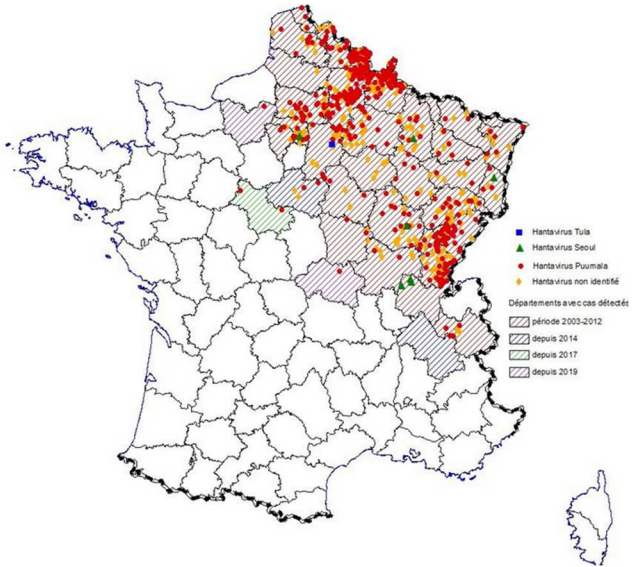 Hantavirus Tula
Hantavirus Seoul
Hantavirus Puumala
Hantavirus non identifié
Départements avec cas détectés
période 2003-2012
depuis 2014
depuis 2017
depuis 2019